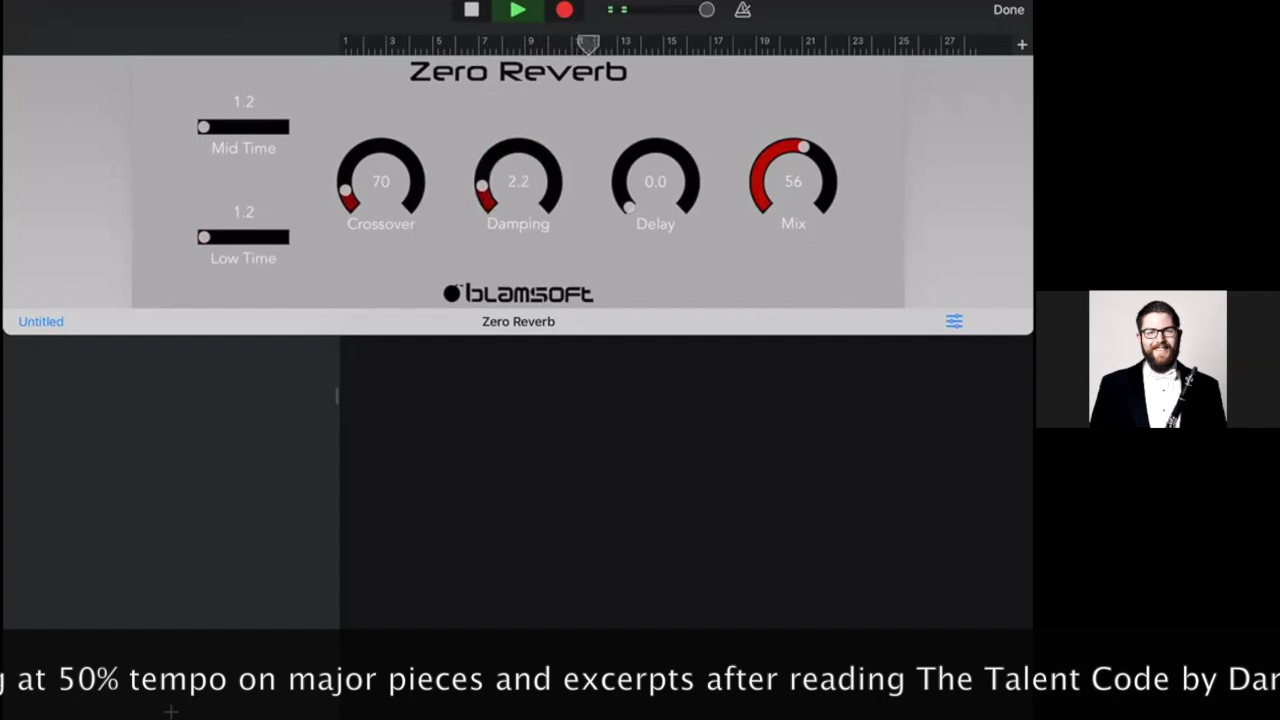 Done
1 3 5 7 9 11 13 15 17 19 21 23 25 27
Zero Reverb
1.2
Mid Time
70
2.2
0.0
56
Crossover
Damping
Delay
Mix
1.2
Low Time
blamsoft
Untitled
Zero Reverb
at 50% tempo on major pieces and excerpts after reading The Talent Code by Dan